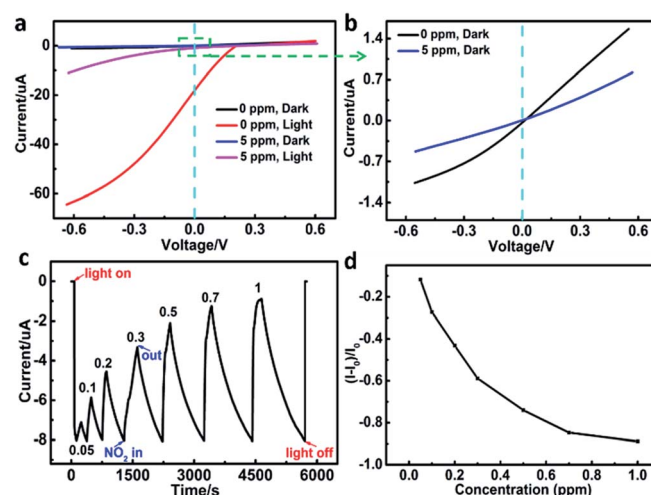 a
0
-20
-40
-60
Current/uA
0 ppm, Dark
0 ppm, Light
5 ppm, Dark
5 ppm, Light
-0.6
-0.3
0.0
0.3
0.6
Voltage/V
b
1.4
0.7
0.0
-0.7
-1.4
Current/uA
0 ppm, Dark
5 ppm, Dark
-0.6
-0.3
0.0
0.3
0.6
Voltage/V
c
0
-2
-4
-6
-8
Current/uA
light on
0.05
0.1
0.2
0.3
0.5
0.7
1
out
NO₂ in
light off
0
1500
3000
4500
6000
Time/s
d
-0.2
-0.4
-0.6
-0.8
-1.0
(I-I₀)/I₀
0.0
0.2
0.4
0.6
0.8
1.0
Concentration (ppm)